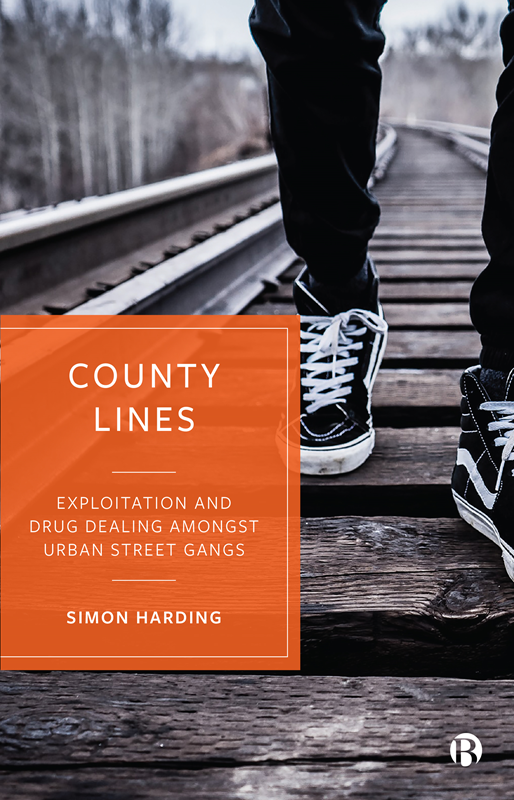 COUNTY
LINES
EXPLOITATION AND
DRUG DEALING AMONGST
URBAN STREET GANGS
SIMON HARDING
B